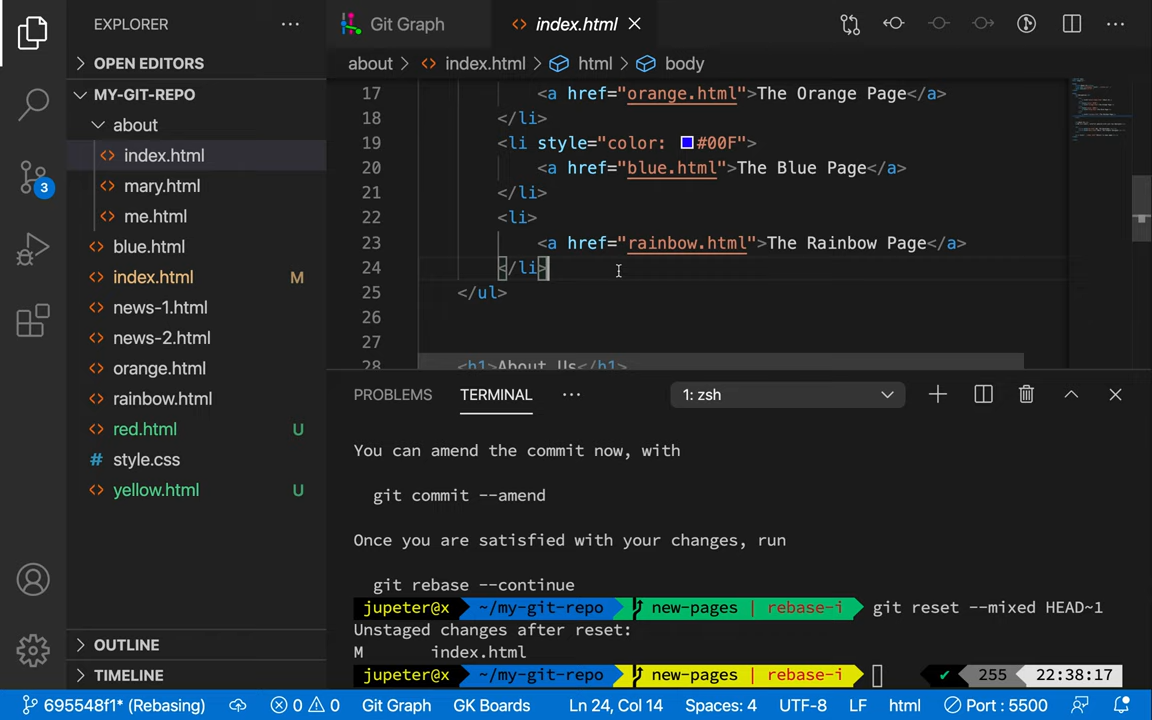 EXPLORER
OPEN EDITORS
MY-GIT-REPO
about
index.html
mary.html
me.html
blue.html
index.html M
news-1.html
news-2.html
orange.html
rainbow.html
red.html U
# style.css
yellow.html U
OUTLINE
TIMELINE
3
Git Graph
index.html
about > index.html > html > body
17 <a href="orange.html">The Orange Page</a>
18 </li>
19 <li style="color: #00F">
20 <a href="blue.html">The Blue Page</a>
21 </li>
22 <li>
23 <a href="rainbow.html">The Rainbow Page</a>
24 </li>
25 </ul>
26
27
28 <h1>About Us</h1>
PROBLEMS TERMINAL 1: zsh
You can amend the commit now, with
git commit --amend
Once you are satisfied with your changes, run
git rebase --continue
jupeter@x ~/my-git-repo new-pages | rebase-i git reset --mixed HEAD~1
Unstaged changes after reset:
M index.html
jupeter@x ~/my-git-repo new-pages | rebase-i ✔ 255 22:38:17
695548f1* (Rebasing) 0 0 Git Graph GK Boards Ln 24, Col 14 Spaces: 4 UTF-8 LF html Port : 5500